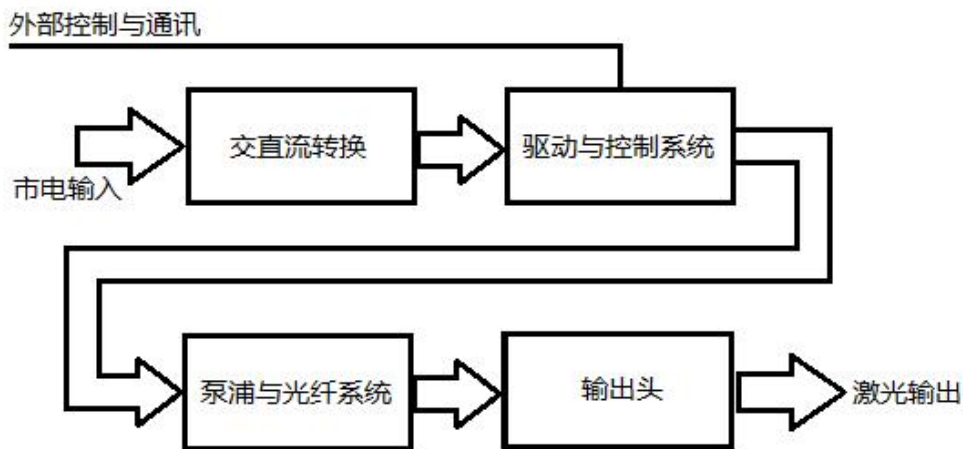 外部控制与通讯
交直流转换
驱动与控制系统
市电输入
泵浦与光纤系统
输出头
激光输出